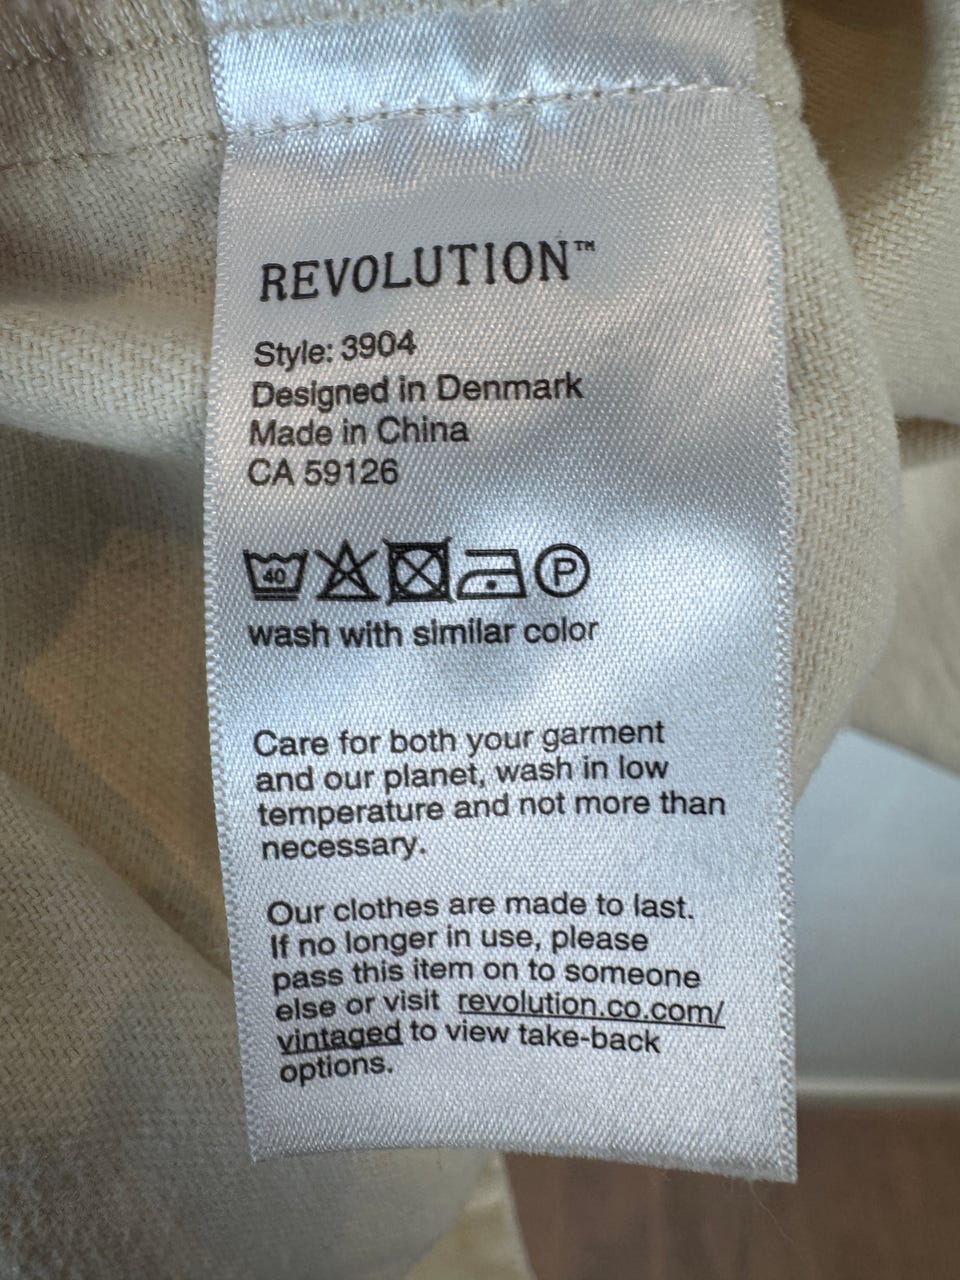 REVOLUTION™
Style: 3904
Designed in Denmark
Made in China
CA 59126
40 P
wash with similar color
Care for both your garment
and our planet, wash in low
temperature and not more than
necessary.
Our clothes are made to last.
If no longer in use, please
pass this item on to someone
else or visit revolution.co.com/
vintaged to view take-back
options.